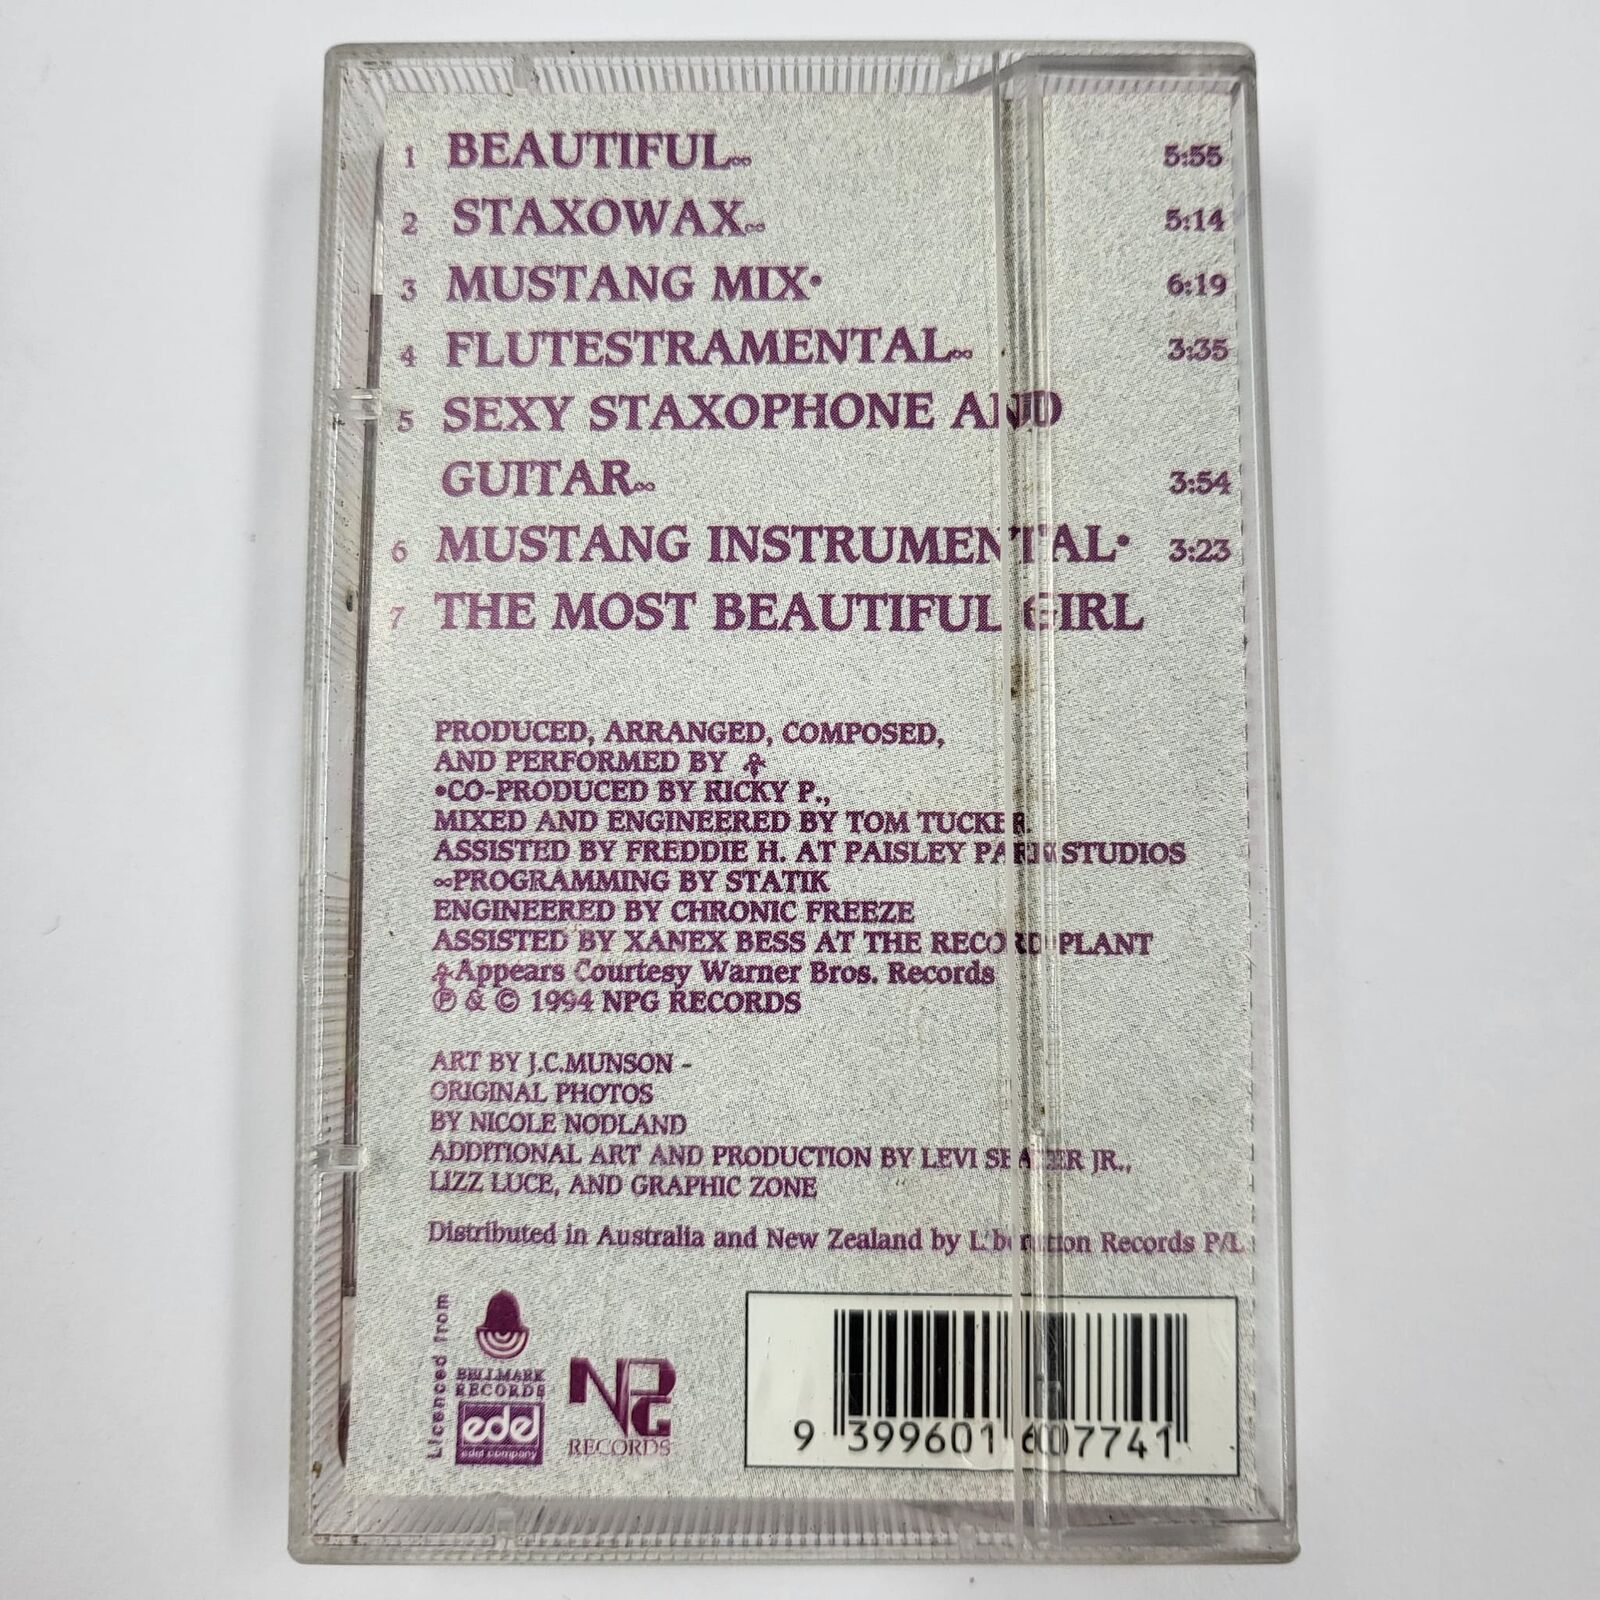 1 BEAUTIFUL∞ 5:55
2 STAXOWAX∞ 5:14
3 MUSTANG MIX• 6:19
4 FLUTESTRAMENTAL∞ 3:35
5 SEXY STAXOPHONE AND
GUITAR∞ 3:54
6 MUSTANG INSTRUMENTAL• 3:23
7 THE MOST BEAUTIFUL GIRL
PRODUCED, ARRANGED, COMPOSED,
AND PERFORMED BY
•CO-PRODUCED BY RICKY P.,
MIXED AND ENGINEERED BY TOM TUCKER
ASSISTED BY FREDDIE H. AT PAISLEY PARK STUDIOS
∞PROGRAMMING BY STATIK
ENGINEERED BY CHRONIC FREEZE
ASSISTED BY XANEX BESS AT THE RECORD PLANT
Appears Courtesy Warner Bros. Records
℗ & © 1994 NPG RECORDS
ART BY J.C.MUNSON -
ORIGINAL PHOTOS
BY NICOLE NODLAND
ADDITIONAL ART AND PRODUCTION BY LEVI SEACER JR.,
LIZZ LUCE, AND GRAPHIC ZONE
Distributed in Australia and New Zealand by Liberation Records P/L
Licenced from
BELLMARK
RECORDS
edel
edel company
NPG
RECORDS
9 399601 607741